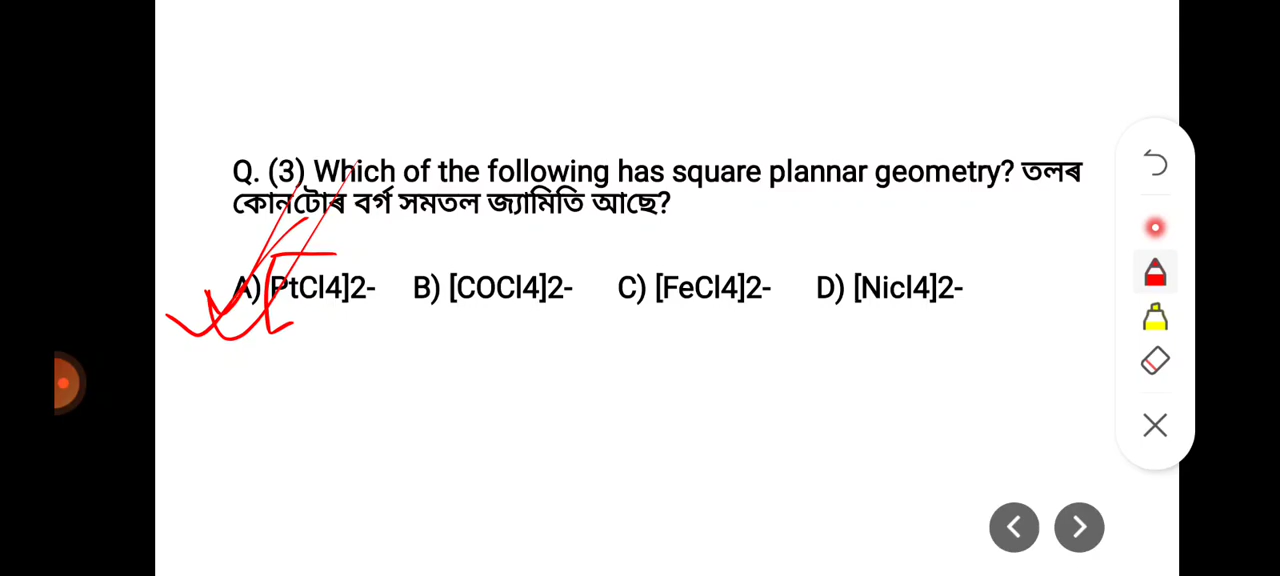 Q. (3) Which of the following has square plannar geometry? তলৰ
কোনটোৰ বৰ্গ সমতল জ্যামিতি আছে?
A) [PtCl4]2- B) [COCl4]2- C) [FeCl4]2- D) [Nicl4]2-